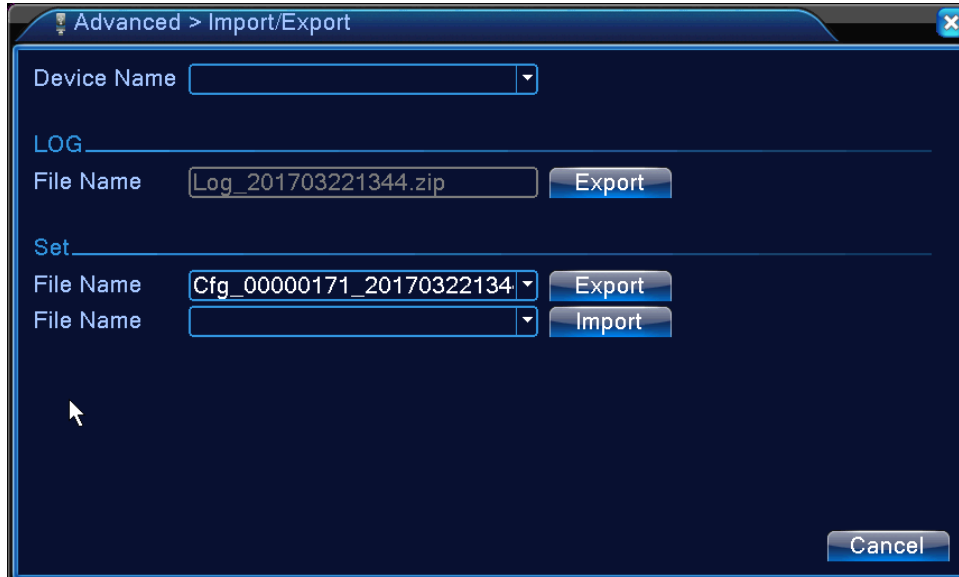 Advanced > Import/Export
Device Name
LOG
File Name Log_201703221344.zip Export
Set
File Name Cfg_00000171_20170322134 Export
File Name Import
Cancel